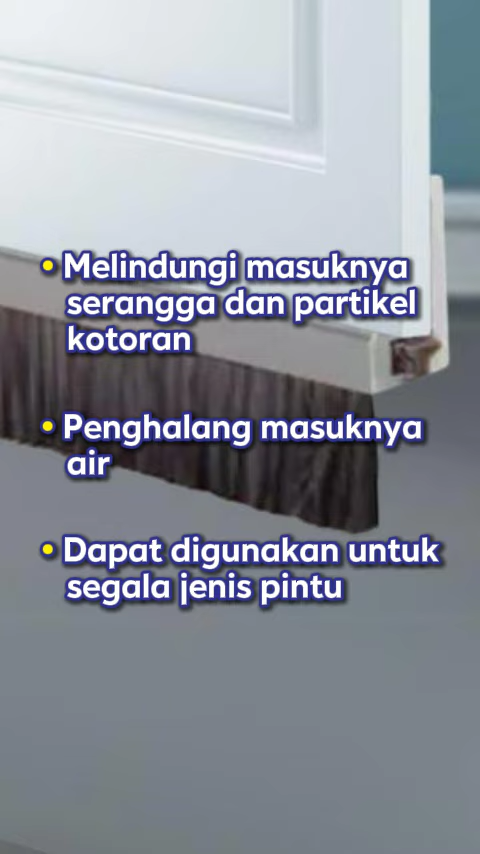 • Melindungi masuknya
serangga dan partikel
kotoran
• Penghalang masuknya
air
• Dapat digunakan untuk
segala jenis pintu